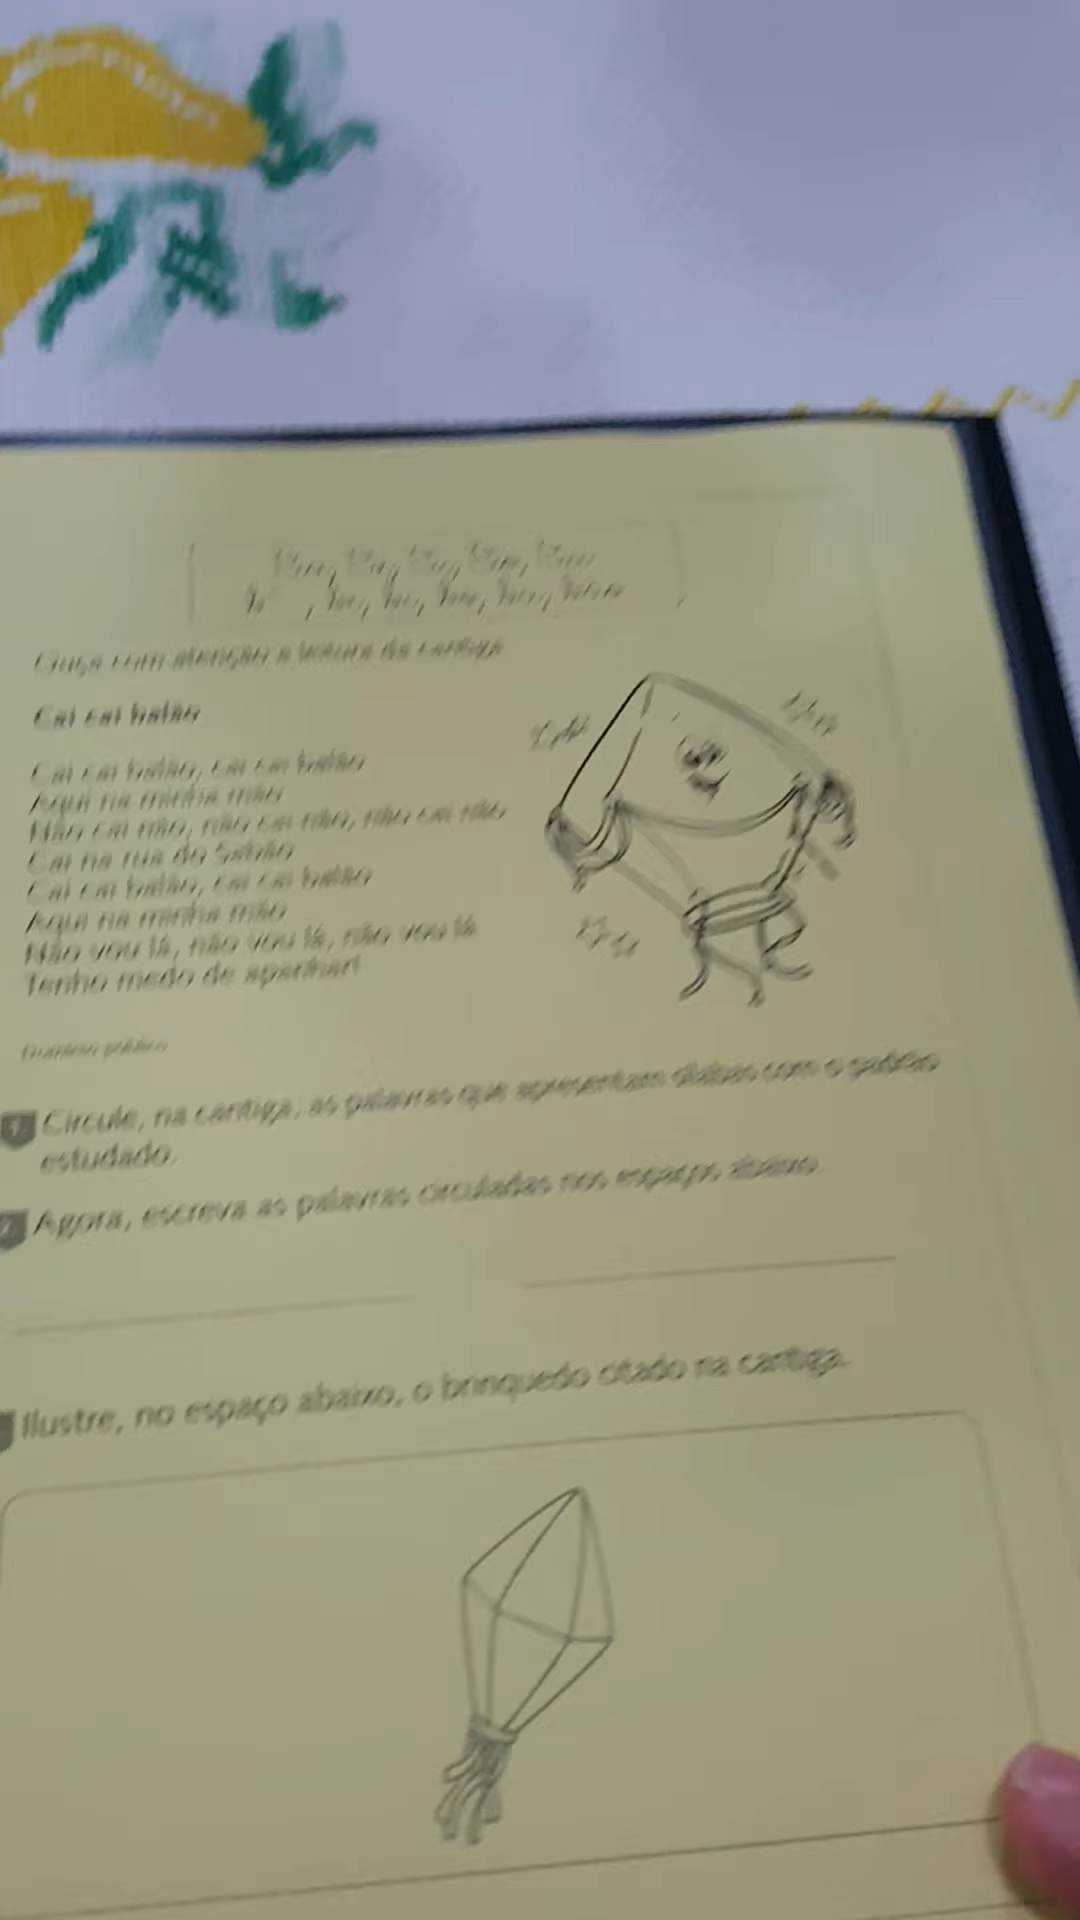 Ouça com atenção a leitura da cantiga
Cai cai balão
Cai cai balão, cai cai balão
Aqui na minha mão
Não cai não, não cai não, não cai não
Cai na rua do Sabão
Cai cai balão, cai cai balão
Aqui na minha mão
Não vou lá, não vou lá, não vou lá
Tenho medo de apanhar!
Domínio público
1 Circule, na cantiga, as palavras que apresentam sílabas com o padrão
estudado.
2 Agora, escreva as palavras circuladas nos espaços abaixo.
Ilustre, no espaço abaixo, o brinquedo citado na cantiga.